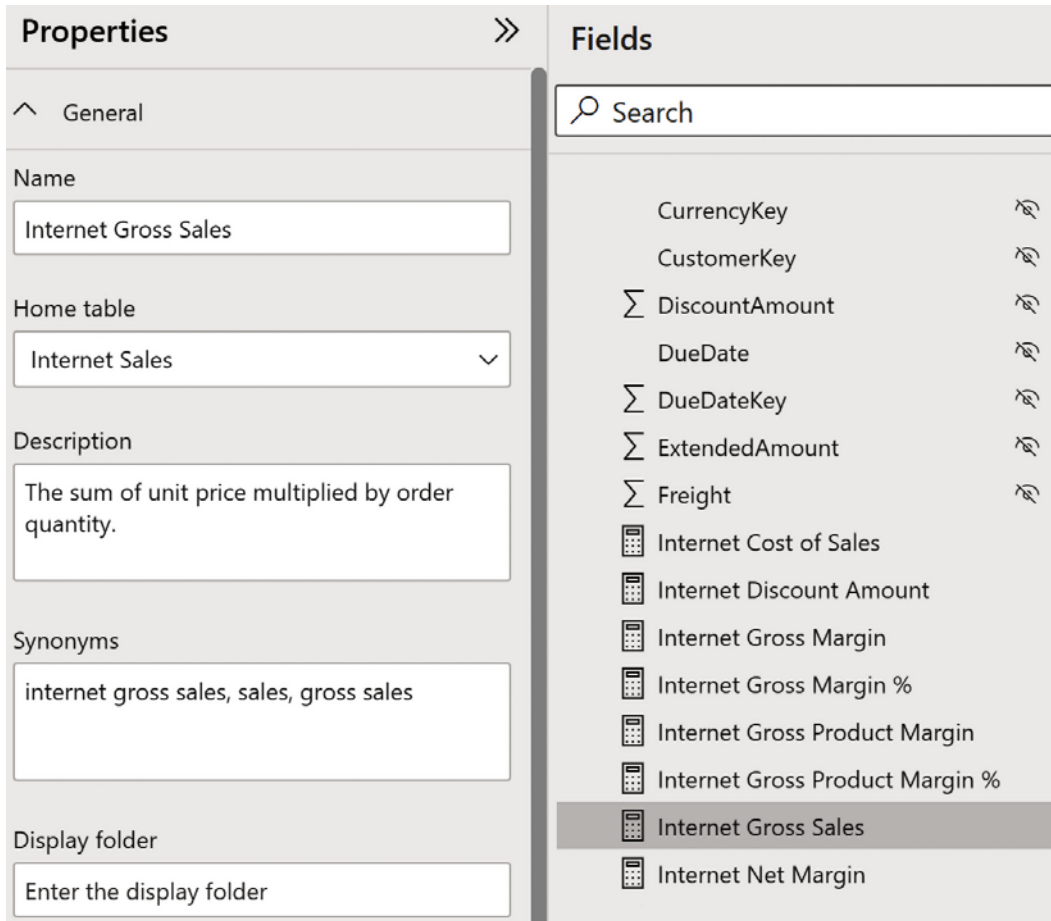 Properties
General
Name
Internet Gross Sales
Home table
Internet Sales
Description
The sum of unit price multiplied by order
quantity.
Synonyms
internet gross sales, sales, gross sales
Display folder
Enter the display folder
Fields
Search
CurrencyKey
CustomerKey
DiscountAmount
DueDate
DueDateKey
ExtendedAmount
Freight
Internet Cost of Sales
Internet Discount Amount
Internet Gross Margin
Internet Gross Margin %
Internet Gross Product Margin
Internet Gross Product Margin %
Internet Gross Sales
Internet Net Margin